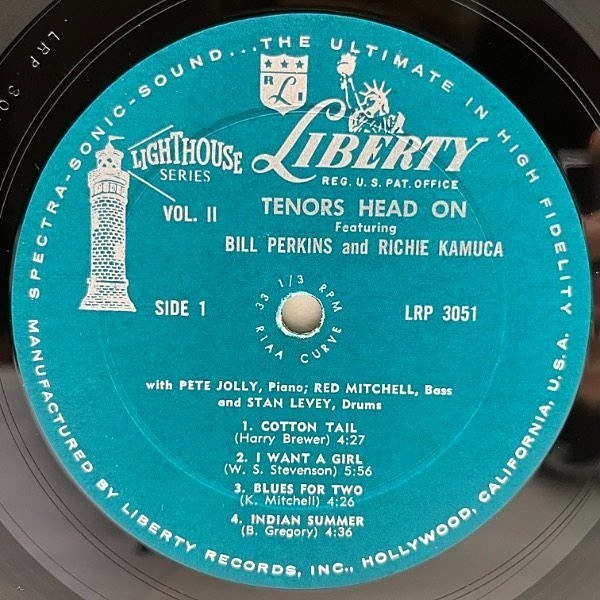 SPECTRA-SONIC-SOUND...THE ULTIMATE IN HIGH FIDELITY
R L I
LIBERTY
REG. U.S. PAT. OFFICE
LIGHTHOUSE
SERIES
VOL. II
TENORS HEAD ON
Featuring
BILL PERKINS and RICHIE KAMUCA
SIDE 1
33 1/3 RPM
RIAA CURVE
LRP 3051
with PETE JOLLY, Piano; RED MITCHELL, Bass
and STAN LEVEY, Drums
1. COTTON TAIL
(Harry Brewer) 4:27
2. I WANT A GIRL
(W. S. Stevenson) 5:56
3. BLUES FOR TWO
(K. Mitchell) 4:26
4. INDIAN SUMMER
(B. Gregory) 4:36
MANUFACTURED BY LIBERTY RECORDS, INC., HOLLYWOOD, CALIFORNIA, U.S.A.
LRP